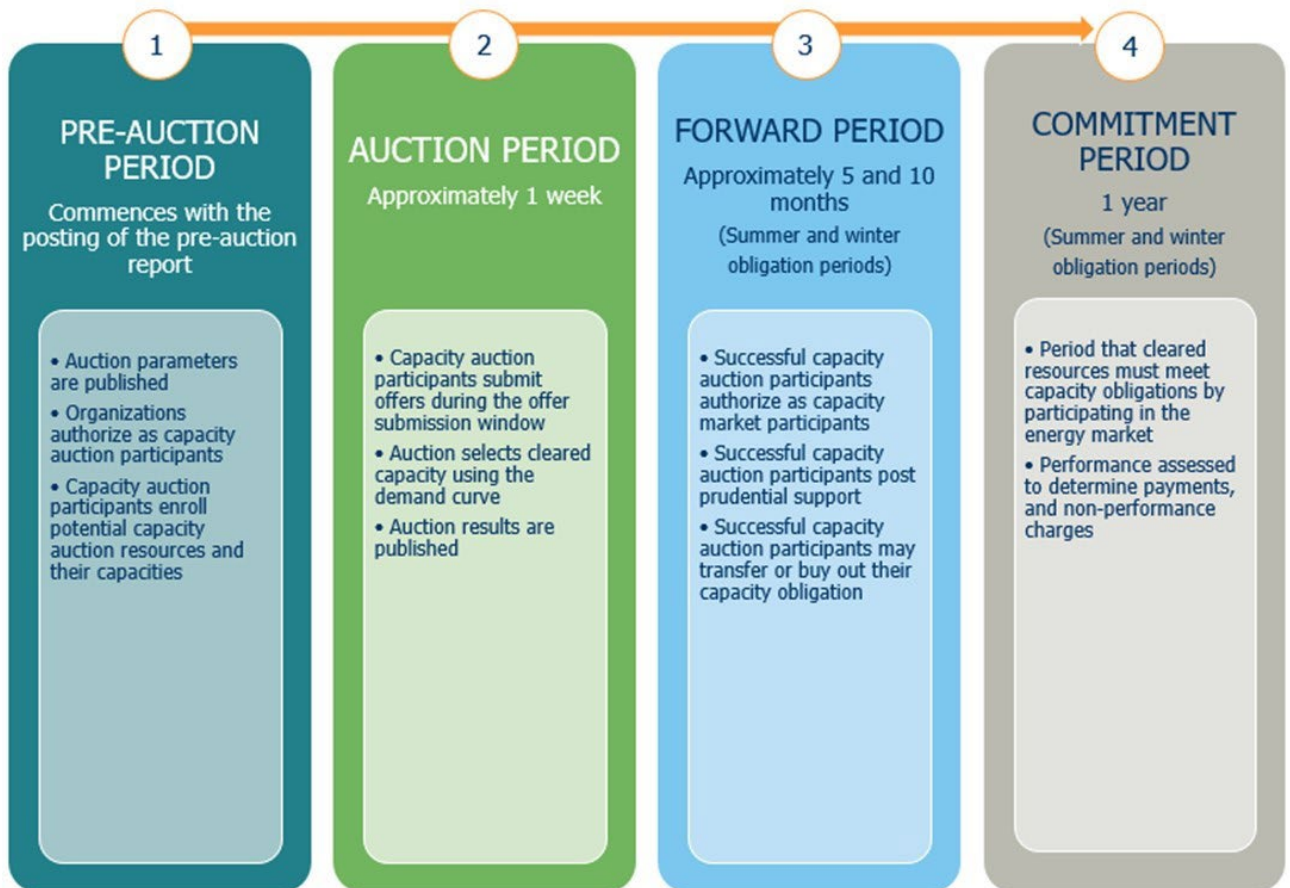 1
PRE-AUCTION
PERIOD
Commences with the
posting of the pre-auction
report
• Auction parameters
are published
• Organizations
authorize as capacity
auction participants
• Capacity auction
participants enroll
potential capacity
auction resources and
their capacities
2
AUCTION PERIOD
Approximately 1 week
• Capacity auction
participants submit
offers during the offer
submission window
• Auction selects cleared
capacity using the
demand curve
• Auction results are
published
3
FORWARD PERIOD
Approximately 5 and 10
months
(Summer and winter
obligation periods)
• Successful capacity
auction participants
authorize as capacity
market participants
• Successful capacity
auction participants post
prudential support
• Successful capacity
auction participants may
transfer or buy out their
capacity obligation
4
COMMITMENT
PERIOD
1 year
(Summer and winter
obligation periods)
• Period that cleared
resources must meet
capacity obligations by
participating in the
energy market
• Performance assessed
to determine payments,
and non-performance
charges